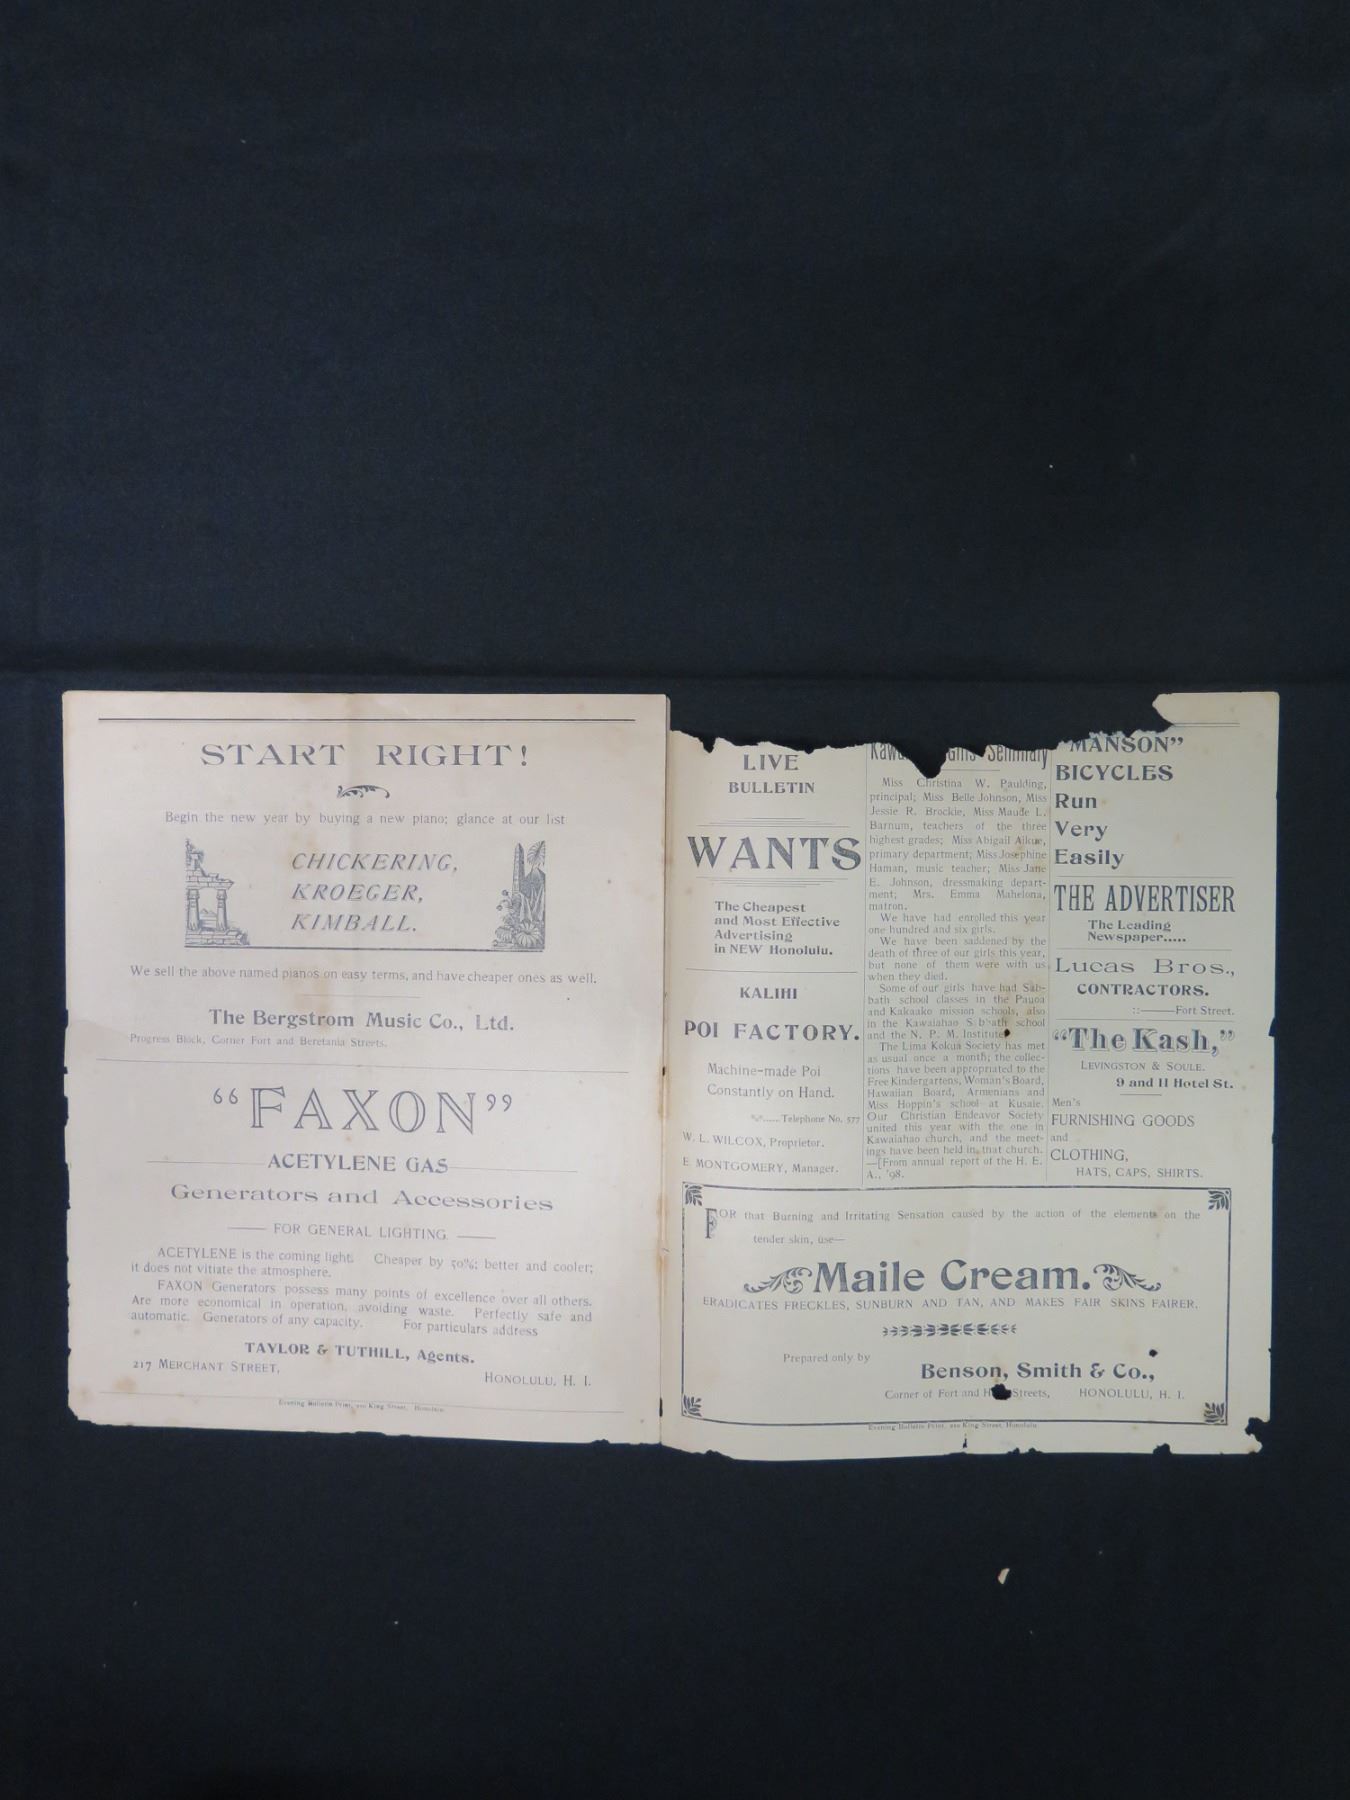 START RIGHT!
Begin the new year by buying a new piano; glance at our list
CHICKERING,
KROEGER,
KIMBALL.
We sell the above named pianos on easy terms, and have cheaper ones as well.
The Bergstrom Music Co., Ltd.
Progress Block, Corner Fort and Beretania Streets.
"FAXON"
ACETYLENE GAS
Generators and Accessories
FOR GENERAL LIGHTING.
ACETYLENE is the coming light. Cheaper by 50%; better and cooler;
it does not vitiate the atmosphere.
FAXON Generators possess many points of excellence over all others.
Are more economical in operation, avoiding waste. Perfectly safe and
automatic. Generators of any capacity. For particulars address
TAYLOR & TUTHILL, Agents.
217 MERCHANT STREET,
HONOLULU, H. I.
Evening Bulletin Print, 210 King Street, Honolulu.
LIVE
BULLETIN
WANTS
The Cheapest
and Most Effective
Advertising
in NEW Honolulu.
KALIHI
POI FACTORY.
Machine-made Poi
Constantly on Hand.
......Telephone No. 577
W. L. WILCOX, Proprietor.
E MONTGOMERY, Manager.
Girls' Seminary
Miss Christina W. Paulding,
principal; Miss Belle Johnson, Miss
Jessie R. Brockie, Miss Maude L.
Barnum, teachers of the three
highest grades; Miss Abigail Aikue,
primary department; Miss Josephine
Haman, music teacher; Miss Jane
E. Johnson, dressmaking depart-
ment; Mrs. Emma Mahelona,
matron.
We have had enrolled this year
one hundred and six girls.
We have been saddened by the
death of three of our girls this year,
but none of them were with us
when they died.
Some of our girls have had Sab-
bath school classes in the Pauoa
and Kakaako mission schools, also
in the Kawaiahao Sabbath school
and the N. P. M. Institute.
The Lima Kokua Society has met
as usual once a month; the collec-
tions have been appropriated to the
Free Kindergartens, Woman's Board,
Hawaiian Board, Armenians and
Miss Hoppin's school at Kusaie.
Our Christian Endeavor Society
united this year with the one in
Kawaiahao church, and the meet-
ings have been held in that church.
—[From annual report of the H. E.
A., '98.
"MANSON"
BICYCLES
Run
Very
Easily
THE ADVERTISER
The Leading
Newspaper.....
Lucas Bros.,
CONTRACTORS.
::——Fort Street.
"The Kash,"
LEVINGSTON & SOULE.
9 and 11 Hotel St.
Men's
FURNISHING GOODS
and
CLOTHING,
HATS, CAPS, SHIRTS.
FOR that Burning and Irritating Sensation caused by the action of the elements on the
tender skin, use—
Maile Cream.
ERADICATES FRECKLES, SUNBURN AND TAN, AND MAKES FAIR SKINS FAIRER.
Prepared only by
Benson, Smith & Co.,
Corner of Fort and Streets, HONOLULU, H. I.
Evening Bulletin Print, 210 King Street, Honolulu.